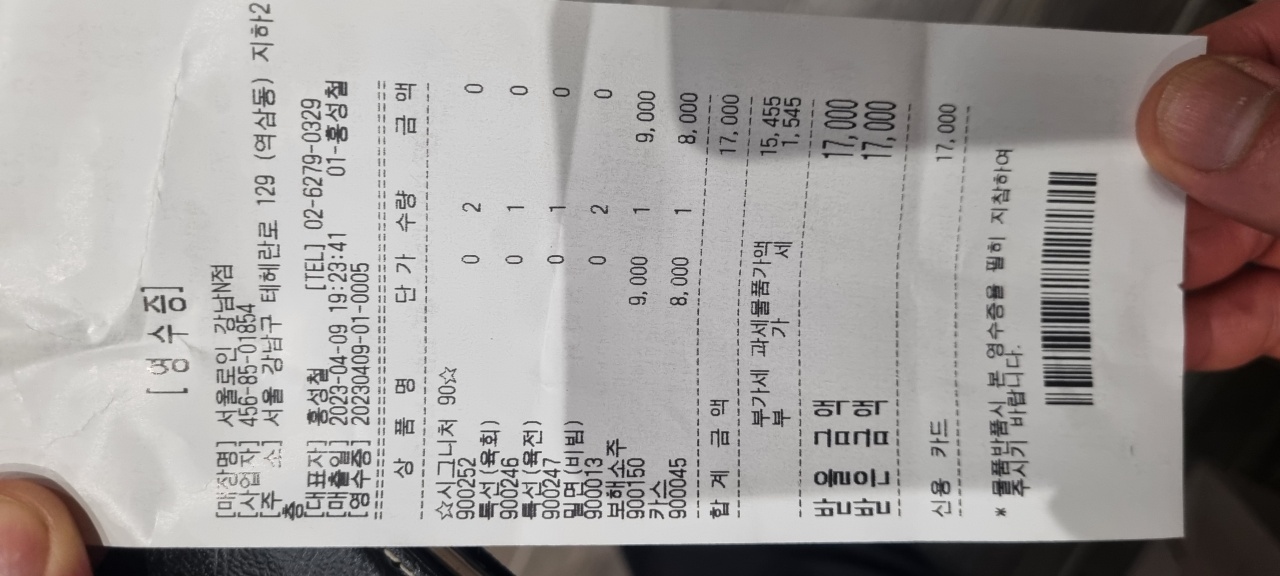 [영수증]
[매장명] 서울로인 강남N점
[사업자] 456-85-01854
[주 소] 서울 강남구 테헤란로 129 (역삼동) 지하2
층
[대표자] 홍성철 [TEL] 02-6279-0329
[매출일] 2023-04-09 19:23:41 01-홍성철
[영수증] 20230409-01-0005
상 품 명 단 가 수량 금 액
☆시그니처 90☆
900252 0 2 0
특선(육회)
900246 0 1 0
특선(육전)
900247 0 1 0
밀면(비빔)
900013 0 2 0
보해소주
900150 9,000 1 9,000
카스
900045 8,000 1 8,000
합 계 금 액 17,000
부가세 과세물품가액 15,455
부 가 세 1,545
받을금액 17,000
받은금액 17,000
신용 카드 17,000
* 물품반품시 본 영수증을 필히 지참하여
주시기 바랍니다.